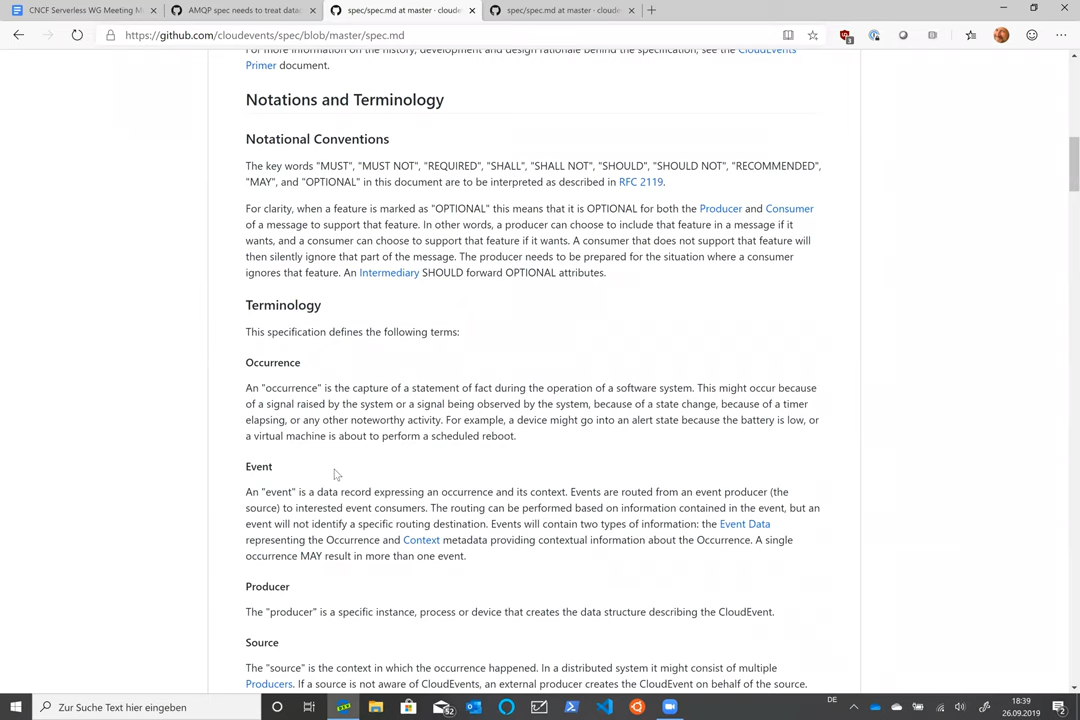 CNCF Serverless WG Meeting M
AMQP spec needs to treat datac
spec/spec.md at master · cloude
spec/spec.md at master · cloude
https://github.com/cloudevents/spec/blob/master/spec.md
For more information on the history, development and design rationale behind the specification, see the CloudEvents
Primer document.
Notations and Terminology
Notational Conventions
The key words "MUST", "MUST NOT", "REQUIRED", "SHALL", "SHALL NOT", "SHOULD", "SHOULD NOT", "RECOMMENDED",
"MAY", and "OPTIONAL" in this document are to be interpreted as described in RFC 2119.
For clarity, when a feature is marked as "OPTIONAL" this means that it is OPTIONAL for both the Producer and Consumer
of a message to support that feature. In other words, a producer can choose to include that feature in a message if it
wants, and a consumer can choose to support that feature if it wants. A consumer that does not support that feature will
then silently ignore that part of the message. The producer needs to be prepared for the situation where a consumer
ignores that feature. An Intermediary SHOULD forward OPTIONAL attributes.
Terminology
This specification defines the following terms:
Occurrence
An "occurrence" is the capture of a statement of fact during the operation of a software system. This might occur because
of a signal raised by the system or a signal being observed by the system, because of a state change, because of a timer
elapsing, or any other noteworthy activity. For example, a device might go into an alert state because the battery is low, or
a virtual machine is about to perform a scheduled reboot.
Event
An "event" is a data record expressing an occurrence and its context. Events are routed from an event producer (the
source) to interested event consumers. The routing can be performed based on information contained in the event, but an
event will not identify a specific routing destination. Events will contain two types of information: the Event Data
representing the Occurrence and Context metadata providing contextual information about the Occurrence. A single
occurrence MAY result in more than one event.
Producer
The "producer" is a specific instance, process or device that creates the data structure describing the CloudEvent.
Source
The "source" is the context in which the occurrence happened. In a distributed system it might consist of multiple
Producers. If a source is not aware of CloudEvents, an external producer creates the CloudEvent on behalf of the source.
Zur Suche Text hier eingeben
52
DE
18:39
26.09.2019